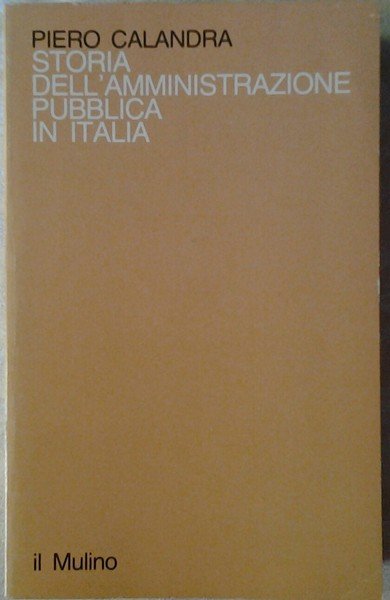 PIERO CALANDRA
STORIA
DELL'AMMINISTRAZIONE
PUBBLICA
IN ITALIA
il Mulino